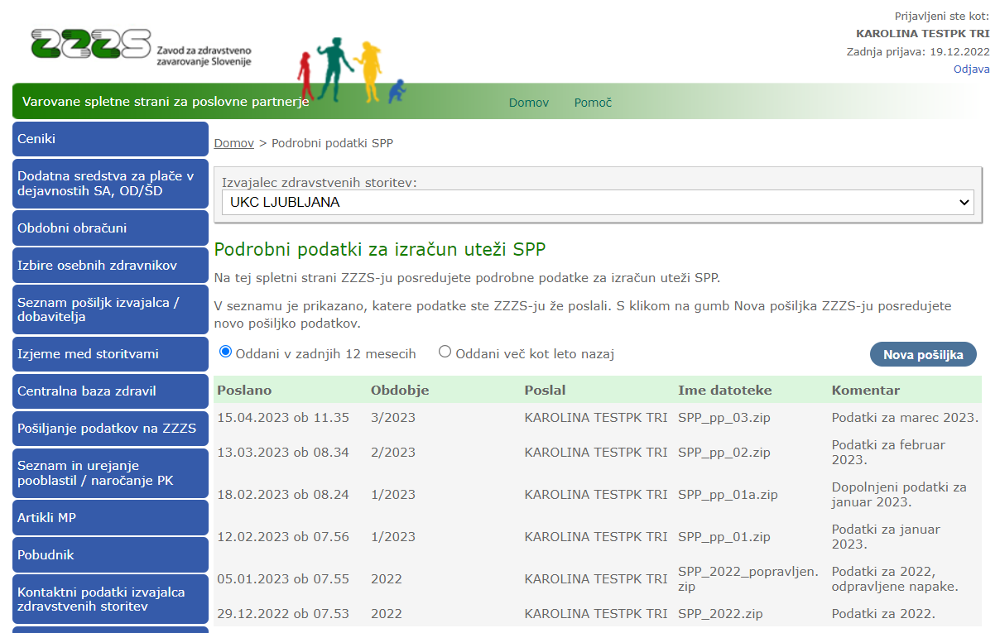 Prijavljeni ste kot:
KAROLINA TESTPK TRI
Zadnja prijava: 19.12.2022
Odjava
ZZZS Zavod za zdravstveno
zavarovanje Slovenije
Varovane spletne strani za poslovne partnerje
Domov Pomoč
Ceniki
Dodatna sredstva za plače v
dejavnostih SA, OD/ŠD
Obdobni obračuni
Izbire osebnih zdravnikov
Seznam pošiljk izvajalca /
dobavitelja
Izjeme med storitvami
Centralna baza zdravil
Pošiljanje podatkov na ZZZS
Seznam in urejanje
pooblastil / naročanje PK
Artikli MP
Pobudnik
Kontaktni podatki izvajalca
zdravstvenih storitev
Domov > Podrobni podatki SPP
Izvajalec zdravstvenih storitev:
UKC LJUBLJANA
Podrobni podatki za izračun uteži SPP
Na tej spletni strani ZZZS-ju posredujete podrobne podatke za izračun uteži SPP.
V seznamu je prikazano, katere podatke ste ZZZS-ju že poslali. S klikom na gumb Nova pošiljka ZZZS-ju posredujete
novo pošiljko podatkov.
Oddani v zadnjih 12 mesecih Oddani več kot leto nazaj Nova pošiljka
Poslano Obdobje Poslal Ime datoteke Komentar
15.04.2023 ob 11.35 3/2023 KAROLINA TESTPK TRI SPP_pp_03.zip Podatki za marec 2023.
13.03.2023 ob 08.34 2/2023 KAROLINA TESTPK TRI SPP_pp_02.zip Podatki za februar
2023.
18.02.2023 ob 08.24 1/2023 KAROLINA TESTPK TRI SPP_pp_01a.zip Dopolnjeni podatki za
januar 2023.
12.02.2023 ob 07.56 1/2023 KAROLINA TESTPK TRI SPP_pp_01.zip Podatki za januar
2023.
05.01.2023 ob 07.55 2022 KAROLINA TESTPK TRI SPP_2022_popravljen. Podatki za 2022,
zip odpravljene napake.
29.12.2022 ob 07.53 2022 KAROLINA TESTPK TRI SPP_2022.zip Podatki za 2022.